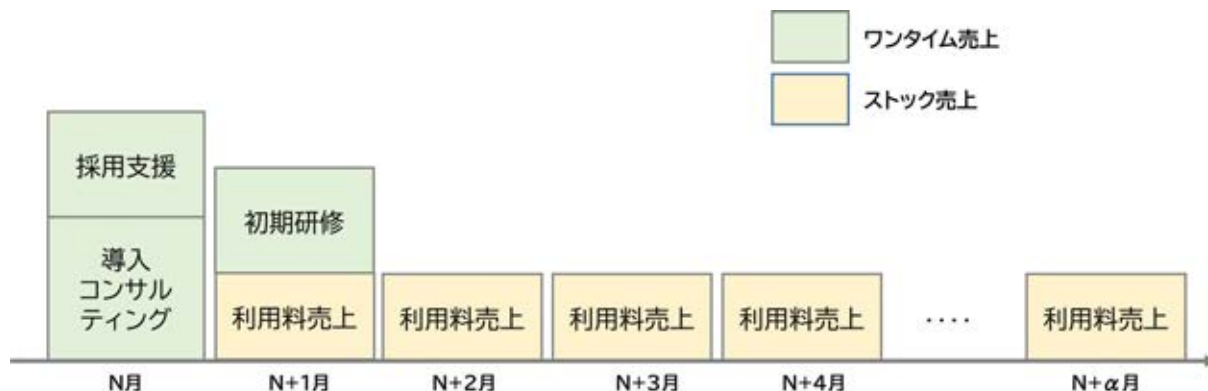 ワンタイム売上
ストック売上
採用支援
導入
コンサル
ティング
初期研修
利用料売上
利用料売上
利用料売上
利用料売上
････
利用料売上
N月
N+1月
N+2月
N+3月
N+4月
N+α月